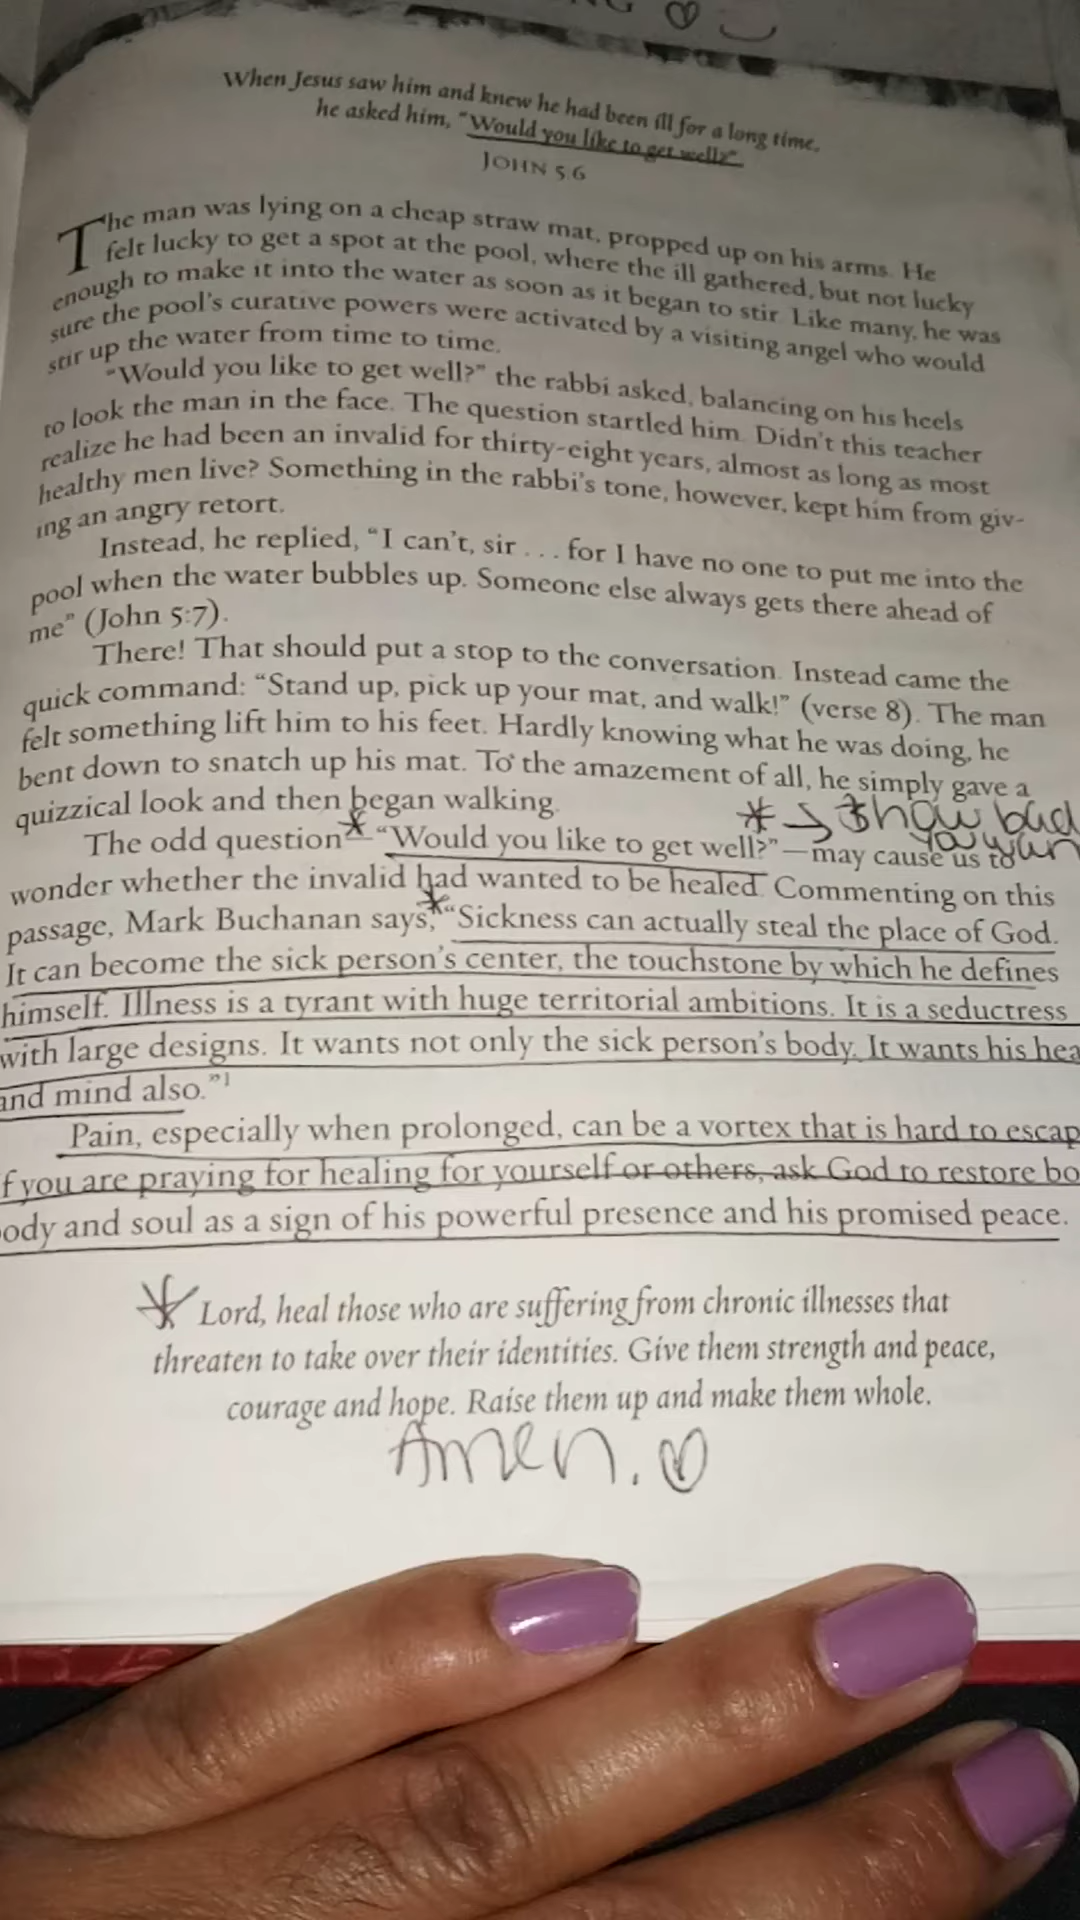 When Jesus saw him and knew he had been ill for a long time,
he asked him, "Would you like to get well?"
JOHN 5:6
The man was lying on a cheap straw mat, propped up on his arms. He
felt lucky to get a spot at the pool, where the ill gathered, but not lucky
enough to make it into the water as soon as it began to stir. Like many, he was
sure the pool's curative powers were activated by a visiting angel who would
stir up the water from time to time.
"Would you like to get well?" the rabbi asked, balancing on his heels
to look the man in the face. The question startled him. Didn't this teacher
realize he had been an invalid for thirty-eight years, almost as long as most
healthy men live? Something in the rabbi's tone, however, kept him from giv-
ing an angry retort.
Instead, he replied, "I can't, sir . . . for I have no one to put me into the
pool when the water bubbles up. Someone else always gets there ahead of
me" (John 5:7).
There! That should put a stop to the conversation. Instead came the
quick command: "Stand up, pick up your mat, and walk!" (verse 8). The man
felt something lift him to his feet. Hardly knowing what he was doing, he
bent down to snatch up his mat. To the amazement of all, he simply gave a
quizzical look and then began walking.
* → how bad
The odd question—"Would you like to get well?"—may cause us to
wonder whether the invalid had wanted to be healed. Commenting on this
passage, Mark Buchanan says, "Sickness can actually steal the place of God.
It can become the sick person's center, the touchstone by which he defines
himself. Illness is a tyrant with huge territorial ambitions. It is a seductress
with large designs. It wants not only the sick person's body. It wants his hea
and mind also."1
Pain, especially when prolonged, can be a vortex that is hard to escap
f you are praying for healing for yourself or others, ask God to restore bo
ody and soul as a sign of his powerful presence and his promised peace.
* Lord, heal those who are suffering from chronic illnesses that
threaten to take over their identities. Give them strength and peace,
courage and hope. Raise them up and make them whole.
Amen. ♡